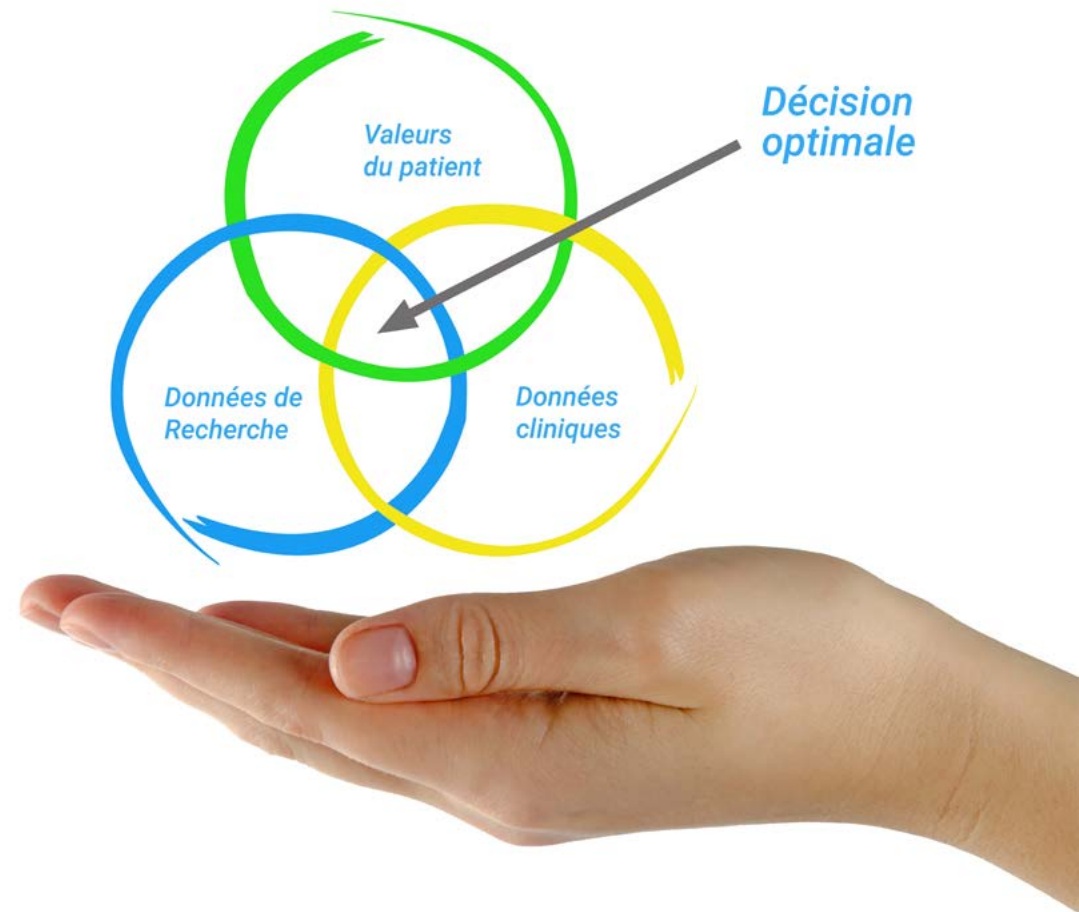 Valeurs
du patient
Décision
optimale
Données de
Recherche
Données
cliniques